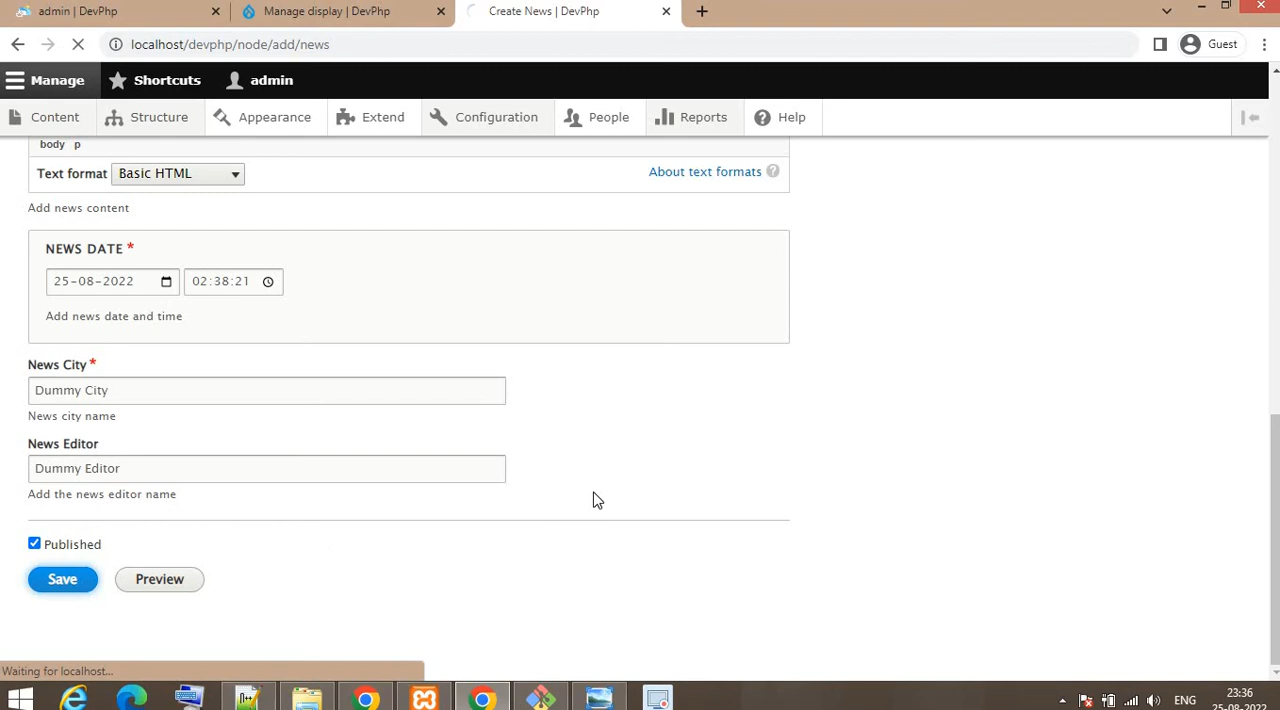 admin | DevPhp
Manage display | DevPhp
Create News | DevPhp
localhost/devphp/node/add/news
Guest
Manage
Shortcuts
admin
Content
Structure
Appearance
Extend
Configuration
People
Reports
Help
body p
Text format Basic HTML
About text formats ?
Add news content
NEWS DATE *
25-08-2022
02:38:21
Add news date and time
News City *
Dummy City
News city name
News Editor
Dummy Editor
Add the news editor name
Published
Save
Preview
Waiting for localhost...
ENG
23:36
25-08-2022